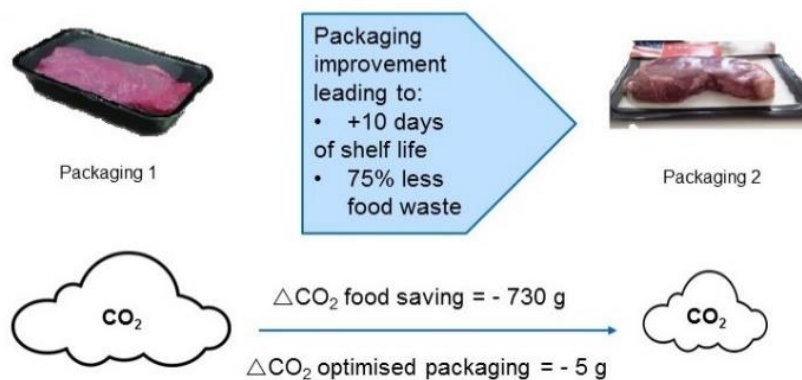 Packaging
improvement
leading to:
• +10 days
of shelf life
• 75% less
food waste
Packaging 1
Packaging 2
CO₂
△CO₂ food saving = - 730 g
CO₂
△CO₂ optimised packaging = - 5 g